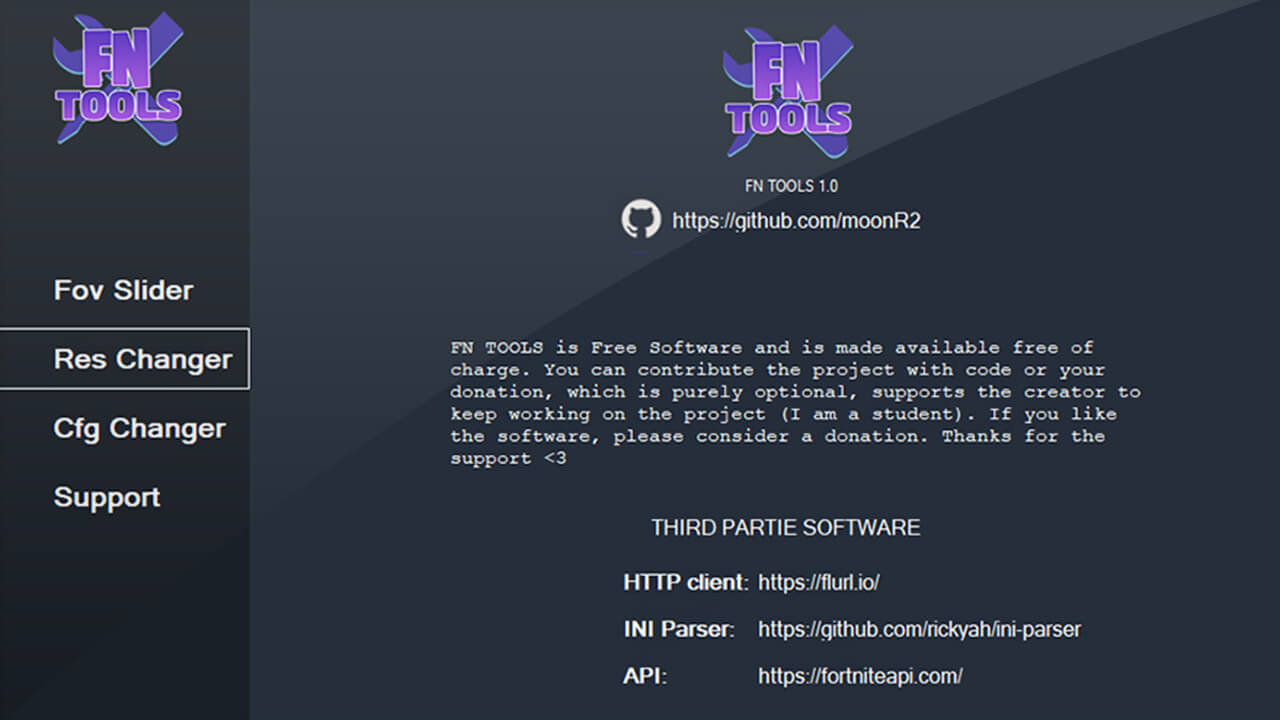 FN
TOOLS
Fov Slider
Res Changer
Cfg Changer
Support
FN
TOOLS
FN TOOLS 1.0
https://github.com/moonR2
FN TOOLS is Free Software and is made available free of
charge. You can contribute the project with code or your
donation, which is purely optional, supports the creator to
keep working on the project (I am a student). If you like
the software, please consider a donation. Thanks for the
support <3
THIRD PARTIE SOFTWARE
HTTP client: https://flurl.io/
INI Parser: https://github.com/rickyah/ini-parser
API: https://fortniteapi.com/